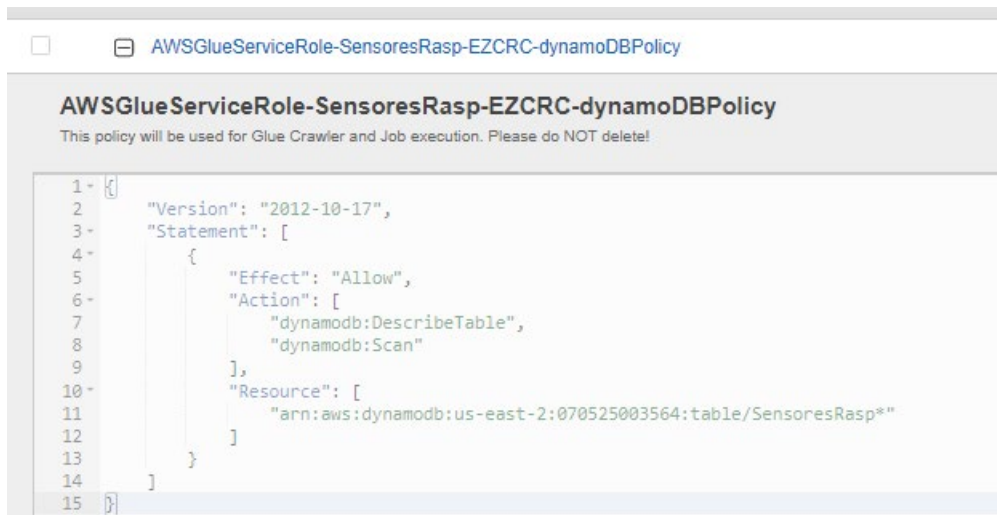 AWSGlueServiceRole-SensoresRasp-EZCRC-dynamoDBPolicy
AWSGlueServiceRole-SensoresRasp-EZCRC-dynamoDBPolicy
This policy will be used for Glue Crawler and Job execution. Please do NOT delete!
1 {
2 "Version": "2012-10-17",
3 "Statement": [
4 {
5 "Effect": "Allow",
6 "Action": [
7 "dynamodb:DescribeTable",
8 "dynamodb:Scan"
9 ],
10 "Resource": [
11 "arn:aws:dynamodb:us-east-2:070525003564:table/SensoresRasp*"
12 ]
13 }
14 ]
15 }